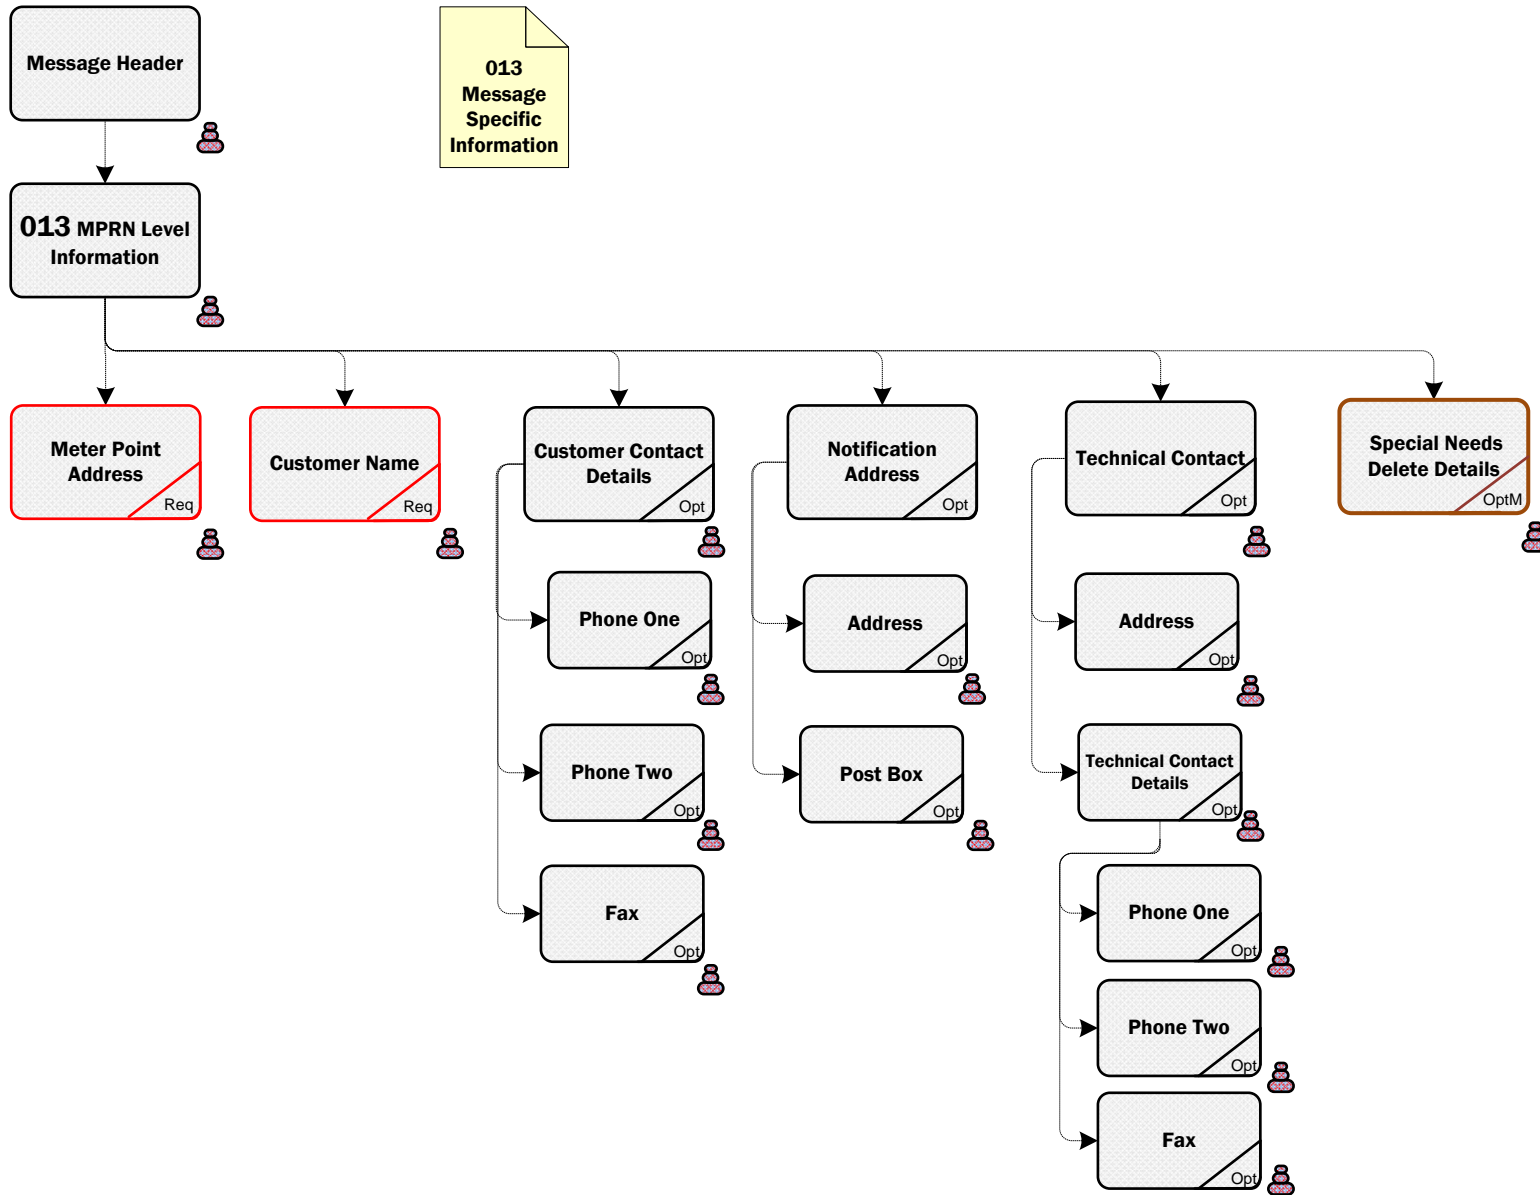 Message Header
013
Message
Specific
Information
013 MPRN Level
Information
Meter Point
Address
Req
Customer Name
Req
Customer Contact
Details
Opt
Notification
Address
Opt
Technical Contact
Opt
Special Needs
Delete Details
OptM
Phone One
Opt
Address
Opt
Address
Opt
Phone Two
Opt
Post Box
Opt
Technical Contact
Details
Opt
Fax
Opt
Phone One
Opt
Phone Two
Opt
Fax
Opt